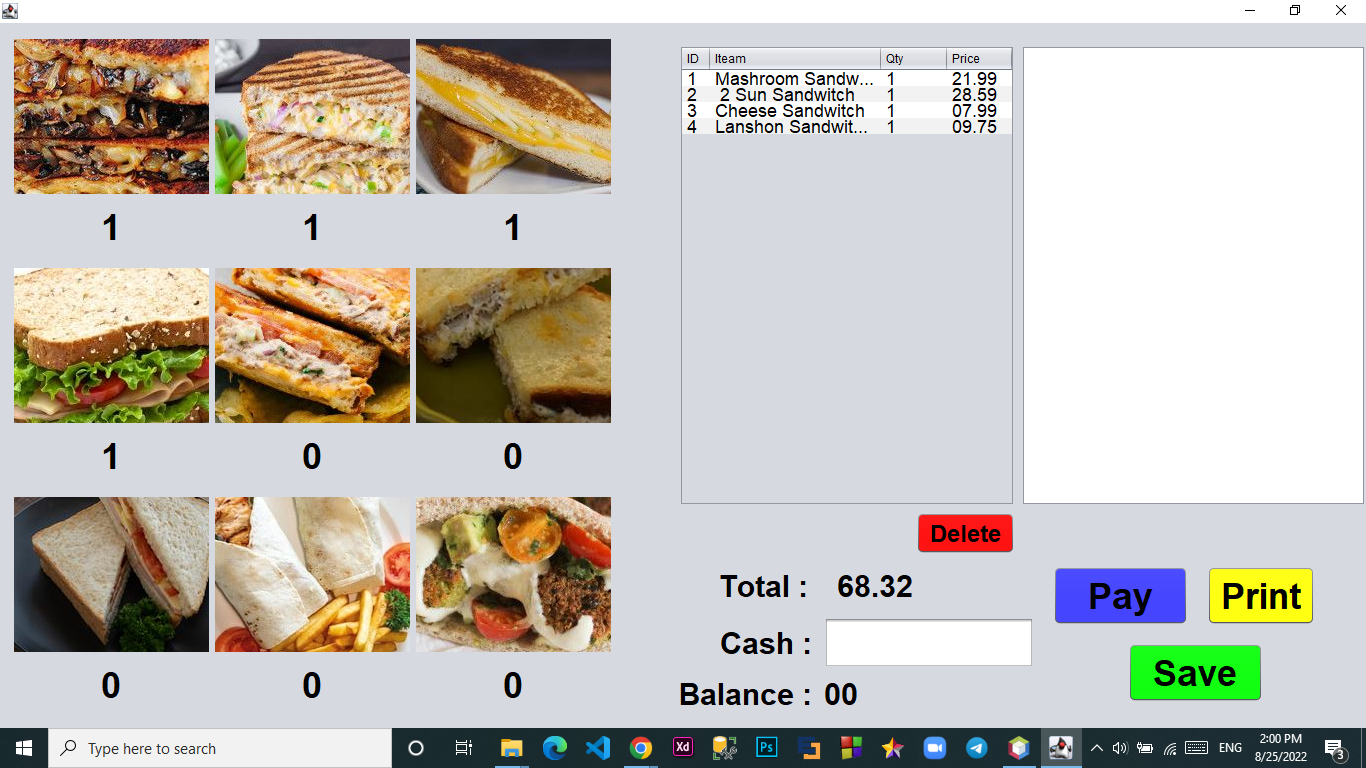 ID Iteam Qty Price
1 Mashroom Sandw... 1 21.99
2 2 Sun Sandwitch 1 28.59
3 Cheese Sandwitch 1 07.99
4 Lanshon Sandwit... 1 09.75
1 1 1
1 0 0
0 0 0
Delete
Total : 68.32
Pay Print
Cash :
Save
Balance : 00
Type here to search
Xd
Ps
ENG
2:00 PM
8/25/2022
3